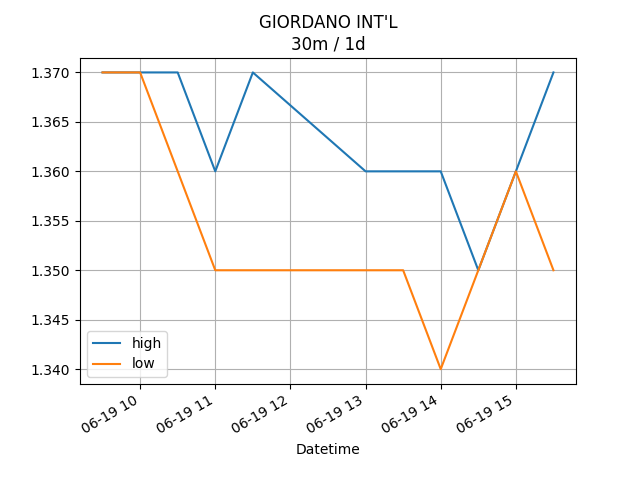 GIORDANO INT'L
30m / 1d
1.370
1.365
1.360
1.355
1.350
1.345
1.340
high
low
06-19 10
06-19 11
06-19 12
06-19 13
06-19 14
06-19 15
Datetime